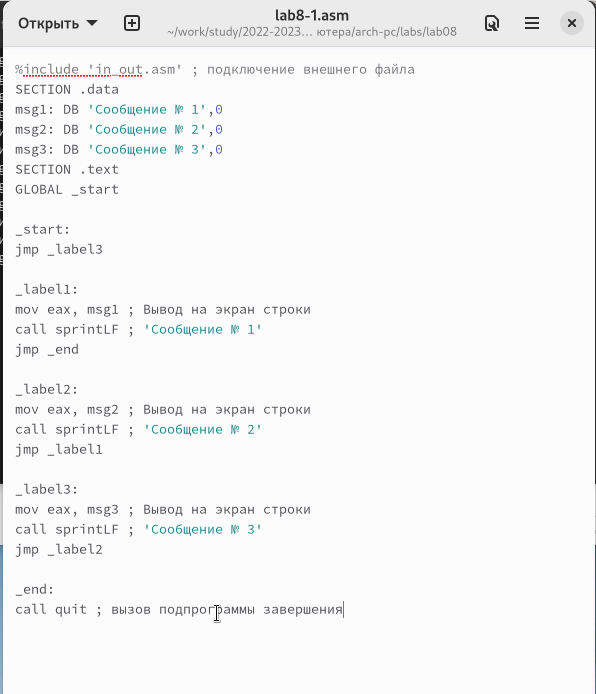 Открыть
lab8-1.asm
~/work/study/2022-2023… ютера/arch-pc/labs/lab08
%include 'in_out.asm' ; подключение внешнего файла
SECTION .data
msg1: DB 'Сообщение № 1',0
msg2: DB 'Сообщение № 2',0
msg3: DB 'Сообщение № 3',0
SECTION .text
GLOBAL _start
_start:
jmp _label3
_label1:
mov eax, msg1 ; Вывод на экран строки
call sprintLF ; 'Сообщение № 1'
jmp _end
_label2:
mov eax, msg2 ; Вывод на экран строки
call sprintLF ; 'Сообщение № 2'
jmp _label1
_label3:
mov eax, msg3 ; Вывод на экран строки
call sprintLF ; 'Сообщение № 3'
jmp _label2
_end:
call quit ; вызов подпрограммы завершения